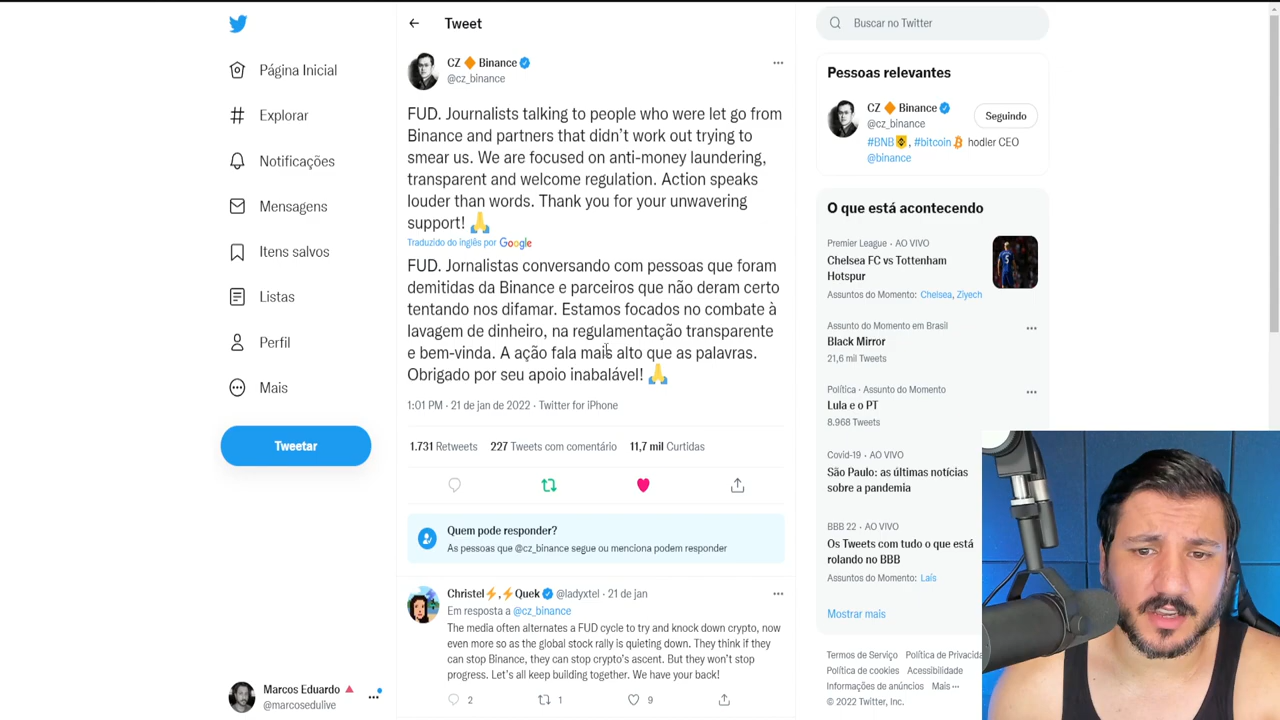 Tweet
Buscar no Twitter
Página Inicial
Explorar
Notificações
Mensagens
Itens salvos
Listas
Perfil
Mais
Tweetar
Marcos Eduardo
@marcosedulive
CZ 🔶 Binance
@cz_binance
FUD. Journalists talking to people who were let go from
Binance and partners that didn’t work out trying to
smear us. We are focused on anti-money laundering,
transparent and welcome regulation. Action speaks
louder than words. Thank you for your unwavering
support! 🙏
Traduzido do inglês por Google
FUD. Jornalistas conversando com pessoas que foram
demitidas da Binance e parceiros que não deram certo
tentando nos difamar. Estamos focados no combate à
lavagem de dinheiro, na regulamentação transparente
e bem-vinda. A ação fala mais alto que as palavras.
Obrigado por seu apoio inabalável! 🙏
1:01 PM · 21 de jan de 2022 · Twitter for iPhone
1.731 Retweets 227 Tweets com comentário 11,7 mil Curtidas
Quem pode responder?
As pessoas que @cz_binance segue ou menciona podem responder
Christel⚡,⚡Quek @ladyxtel · 21 de jan
Em resposta a @cz_binance
The media often alternates a FUD cycle to try and knock down crypto, now
even more so as the global stock rally is quieting down. They think if they
can stop Binance, they can stop crypto's ascent. But they won't stop
progress. Let's all keep building together. We have your back!
2 1 9
Pessoas relevantes
CZ 🔶 Binance
@cz_binance
Seguindo
#BNB, #bitcoin hodler CEO
@binance
O que está acontecendo
Premier League · AO VIVO
Chelsea FC vs Tottenham
Hotspur
Assuntos do Momento: Chelsea, Ziyech
Assunto do Momento em Brasil
Black Mirror
21,6 mil Tweets
Política · Assunto do Momento
Lula e o PT
8.968 Tweets
Covid-19 · AO VIVO
São Paulo: as últimas notícias
sobre a pandemia
BBB 22 · AO VIVO
Os Tweets com tudo o que está
rolando no BBB
Assuntos do Momento: Laís
Mostrar mais
Termos de Serviço Política de Privacida
Política de cookies Acessibilidade
Informações de anúncios Mais
© 2022 Twitter, Inc.